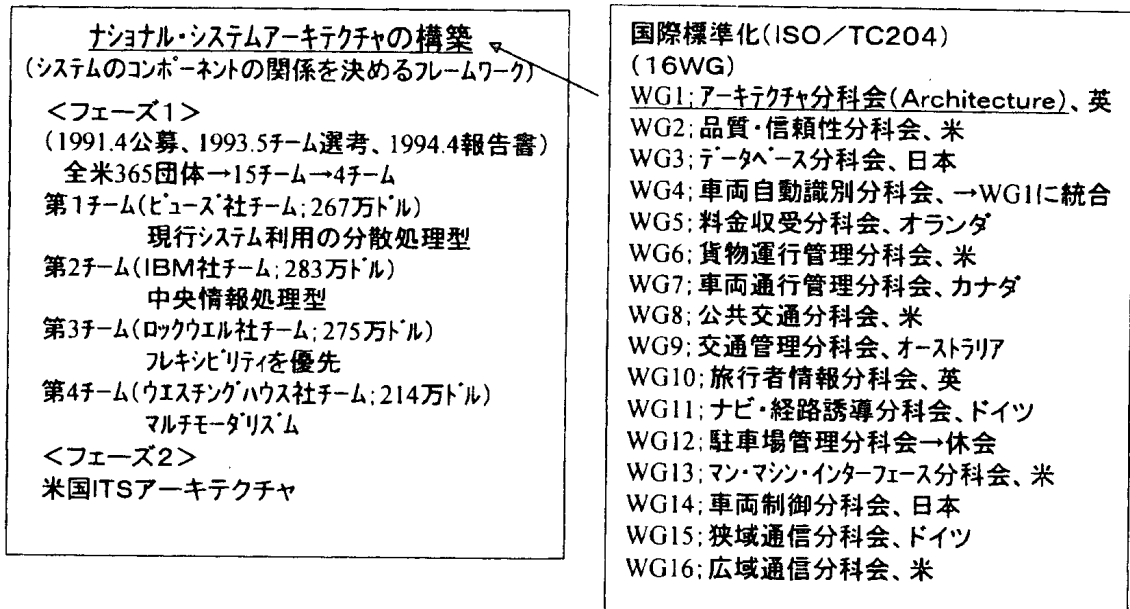 ナショナル・システムアーキテクチャの構築
(システムのコンポーネントの関係を決めるフレームワーク)
<フェーズ1>
(1991.4公募、1993.5チーム選考、1994.4報告審)
全米365団体→15チーム→4チーム
第1チーム(ビューズ社チーム;267万ドル)
現行システム利用の分散処理型
第2チーム(IBM社チーム;283万ドル)
中央情報処理型
第3チーム(ロックウエル社チーム;275万ドル)
フレキシビリティを優先
第4チーム(ウエスチングハウス社チーム;214万ドル)
マルチモーダリズム
<フェーズ2>
米国ITSアーキテクチャ
国際標準化(ISO/TC204)
(16WG)
WG1;アーキテクチャ分科会(Architecture)、英
WG2;品質・信頼性分科会、米
WG3;データベース分科会、日本
WG4;車両自動識別分科会、→WG1に統合
WG5;料金収受分科会、オランダ
WG6;貨物運行管理分科会、米
WG7;車両通行管理分科会、カナダ
WG8;公共交通分科会、米
WG9;交通管理分科会、オーストラリア
WG10;旅行者情報分科会、英
WG11;ナビ・経路誘導分科会、ドイツ
WG12;駐車場管理分科会→休会
WG13;マン・マシン・インターフェース分科会、米
WG14;車両制御分科会、日本
WG15;狭域通信分科会、ドイツ
WG16;広域通信分科会、米